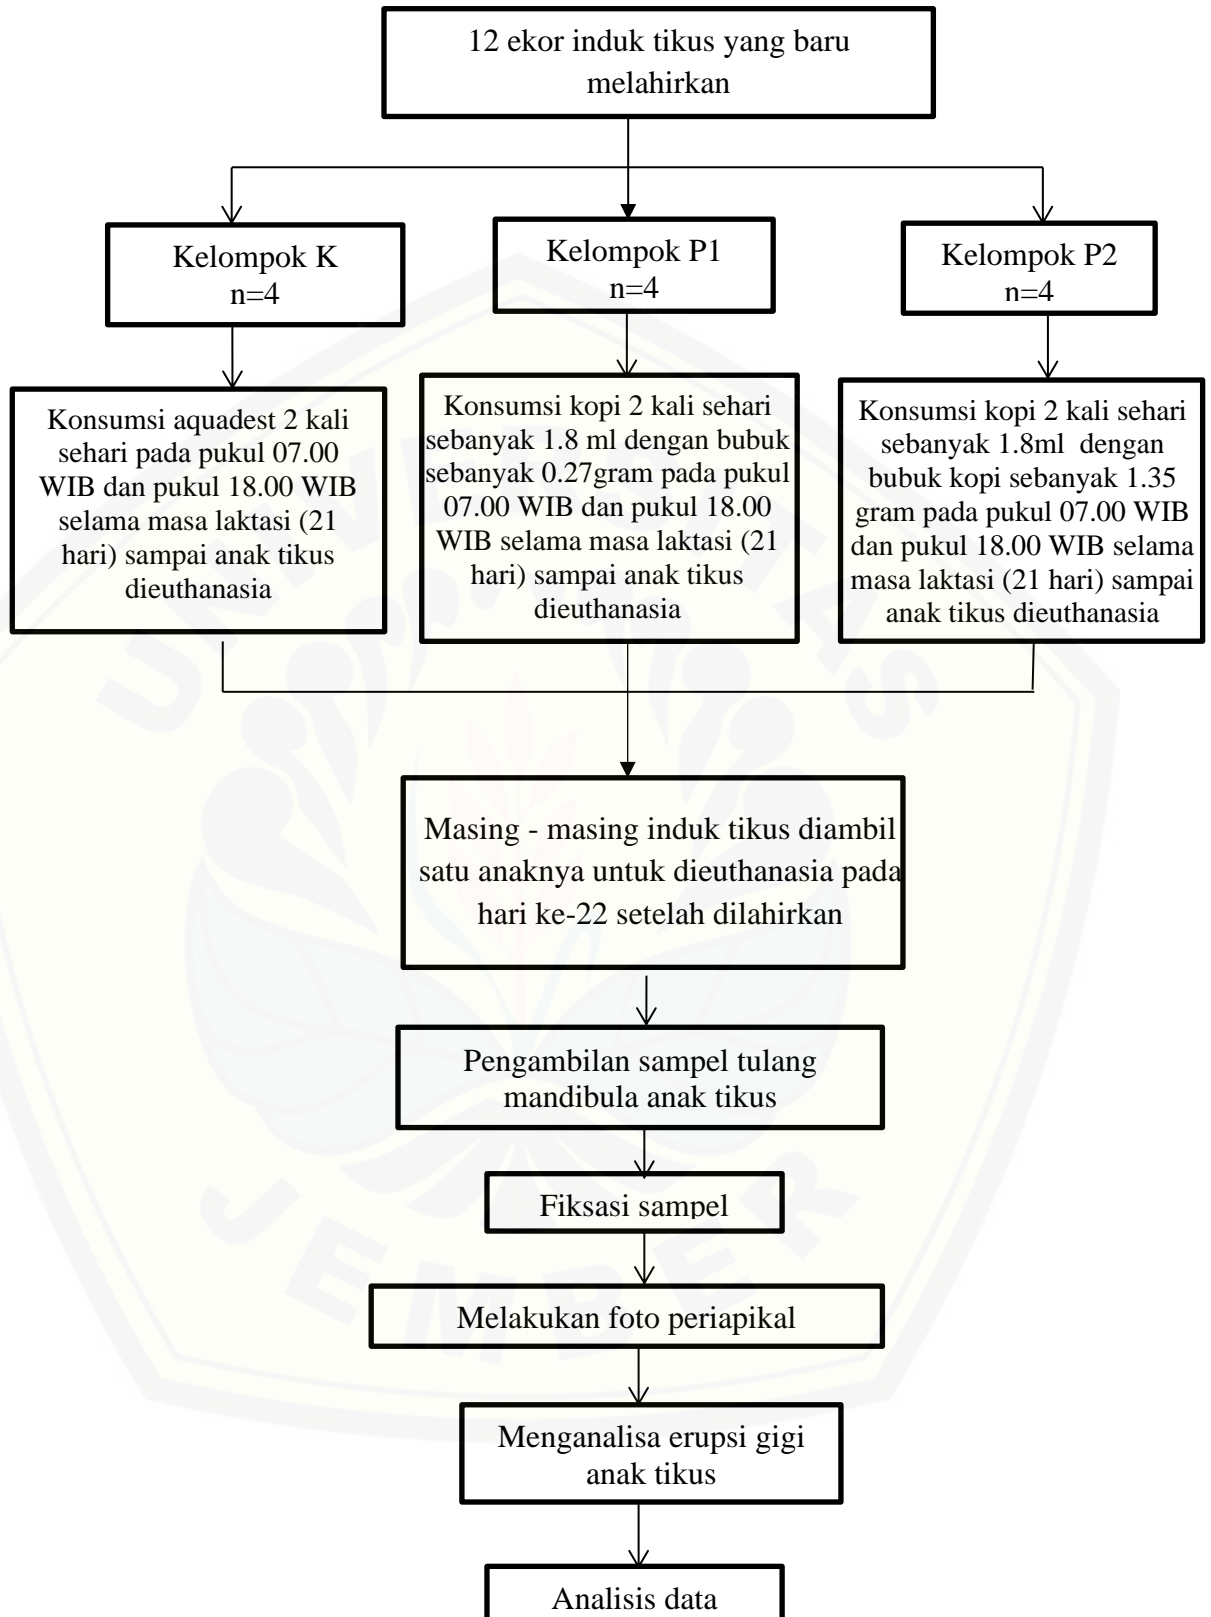 12 ekor induk tikus yang baru
melahirkan
Kelompok K
n=4
Kelompok P1
n=4
Kelompok P2
n=4
Konsumsi aquadest 2 kali
sehari pada pukul 07.00
WIB dan pukul 18.00 WIB
selama masa laktasi (21
hari) sampai anak tikus
dieuthanasia
Konsumsi kopi 2 kali sehari
sebanyak 1.8 ml dengan bubuk
sebanyak 0.27gram pada pukul
07.00 WIB dan pukul 18.00
WIB selama masa laktasi (21
hari) sampai anak tikus
dieuthanasia
Konsumsi kopi 2 kali sehari
sebanyak 1.8ml  dengan
bubuk kopi sebanyak 1.35
gram pada pukul 07.00 WIB
dan pukul 18.00 WIB selama
masa laktasi (21 hari) sampai
anak tikus dieuthanasia
Masing - masing induk tikus diambil
satu anaknya untuk dieuthanasia pada
hari ke-22 setelah dilahirkan
Pengambilan sampel tulang
mandibula anak tikus
Fiksasi sampel
Melakukan foto periapikal
Menganalisa erupsi gigi
anak tikus
Analisis data
UNIVERSITAS
JEMBER